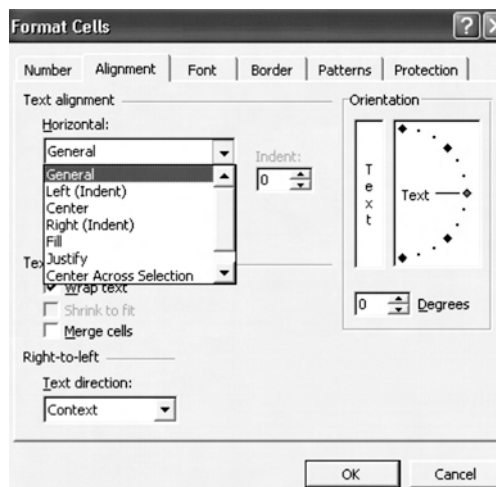 Format Cells
Number Alignment Font Border Patterns Protection
Text alignment
Horizontal:
General
Indent:
0
General
Left (Indent)
Center
Right (Indent)
Fill
Justify
Center Across Selection
Tex
Wrap text
Shrink to fit
Merge cells
Right-to-left
Text direction:
Context
Orientation
Text
Text
0 Degrees
OK Cancel